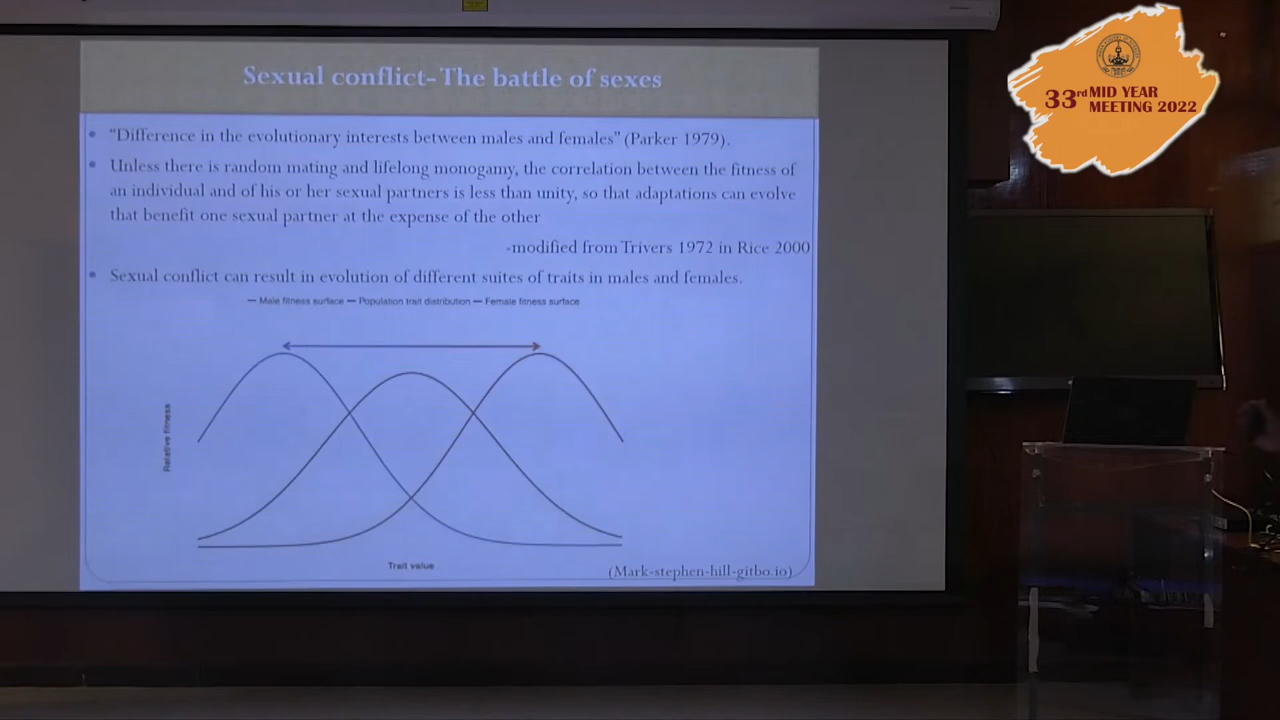 Sexual conflict-The battle of sexes
33rd MID YEAR
MEETING 2022
• "Difference in the evolutionary interests between males and females" (Parker 1979).
• Unless there is random mating and lifelong monogamy, the correlation between the fitness of
an individual and of his or her sexual partners is less than unity, so that adaptations can evolve
that benefit one sexual partner at the expense of the other
-modified from Trivers 1972 in Rice 2000
• Sexual conflict can result in evolution of different suites of traits in males and females.
— Male fitness surface — Population trait distribution — Female fitness surface
Relative fitness
Trait value
(Mark-stephen-hill-gitbo.io)